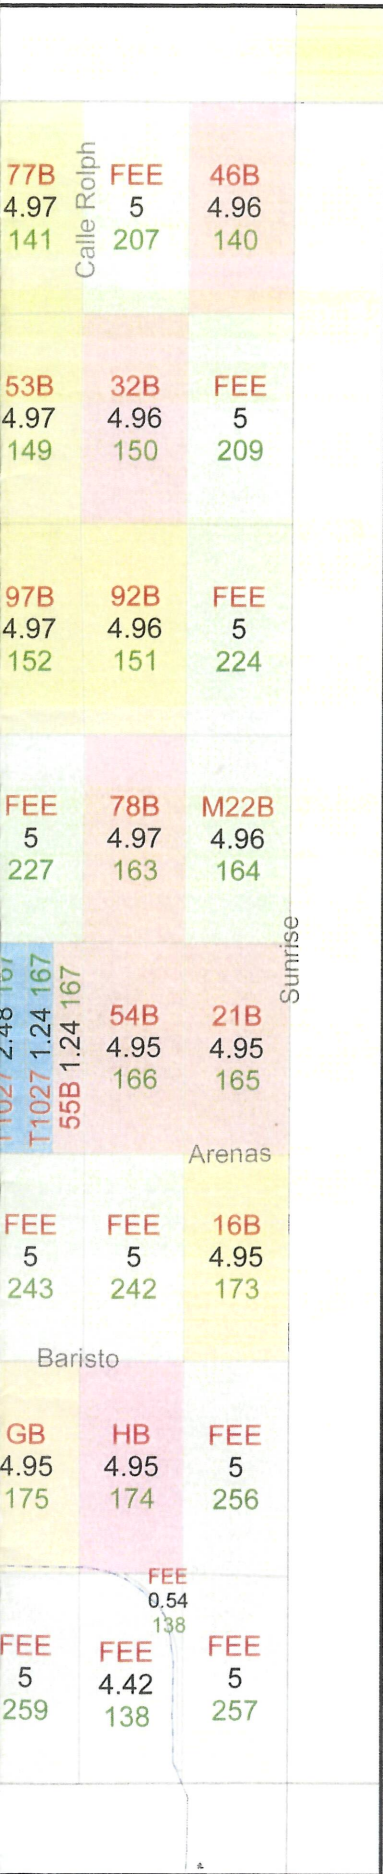 77B
4.97
141
Calle Rolph
FEE
5
207
46B
4.96
140
53B
4.97
149
32B
4.96
150
FEE
5
209
97B
4.97
152
92B
4.96
151
FEE
5
224
FEE
5
227
78B
4.97
163
M22B
4.96
164
Sunrise
T1027 2.48 167
T1027 1.24 167
55B 1.24 167
54B
4.95
166
21B
4.95
165
Arenas
FEE
5
243
FEE
5
242
16B
4.95
173
Baristo
GB
4.95
175
HB
4.95
174
FEE
5
256
FEE
0.54
138
FEE
5
259
FEE
4.42
138
FEE
5
257